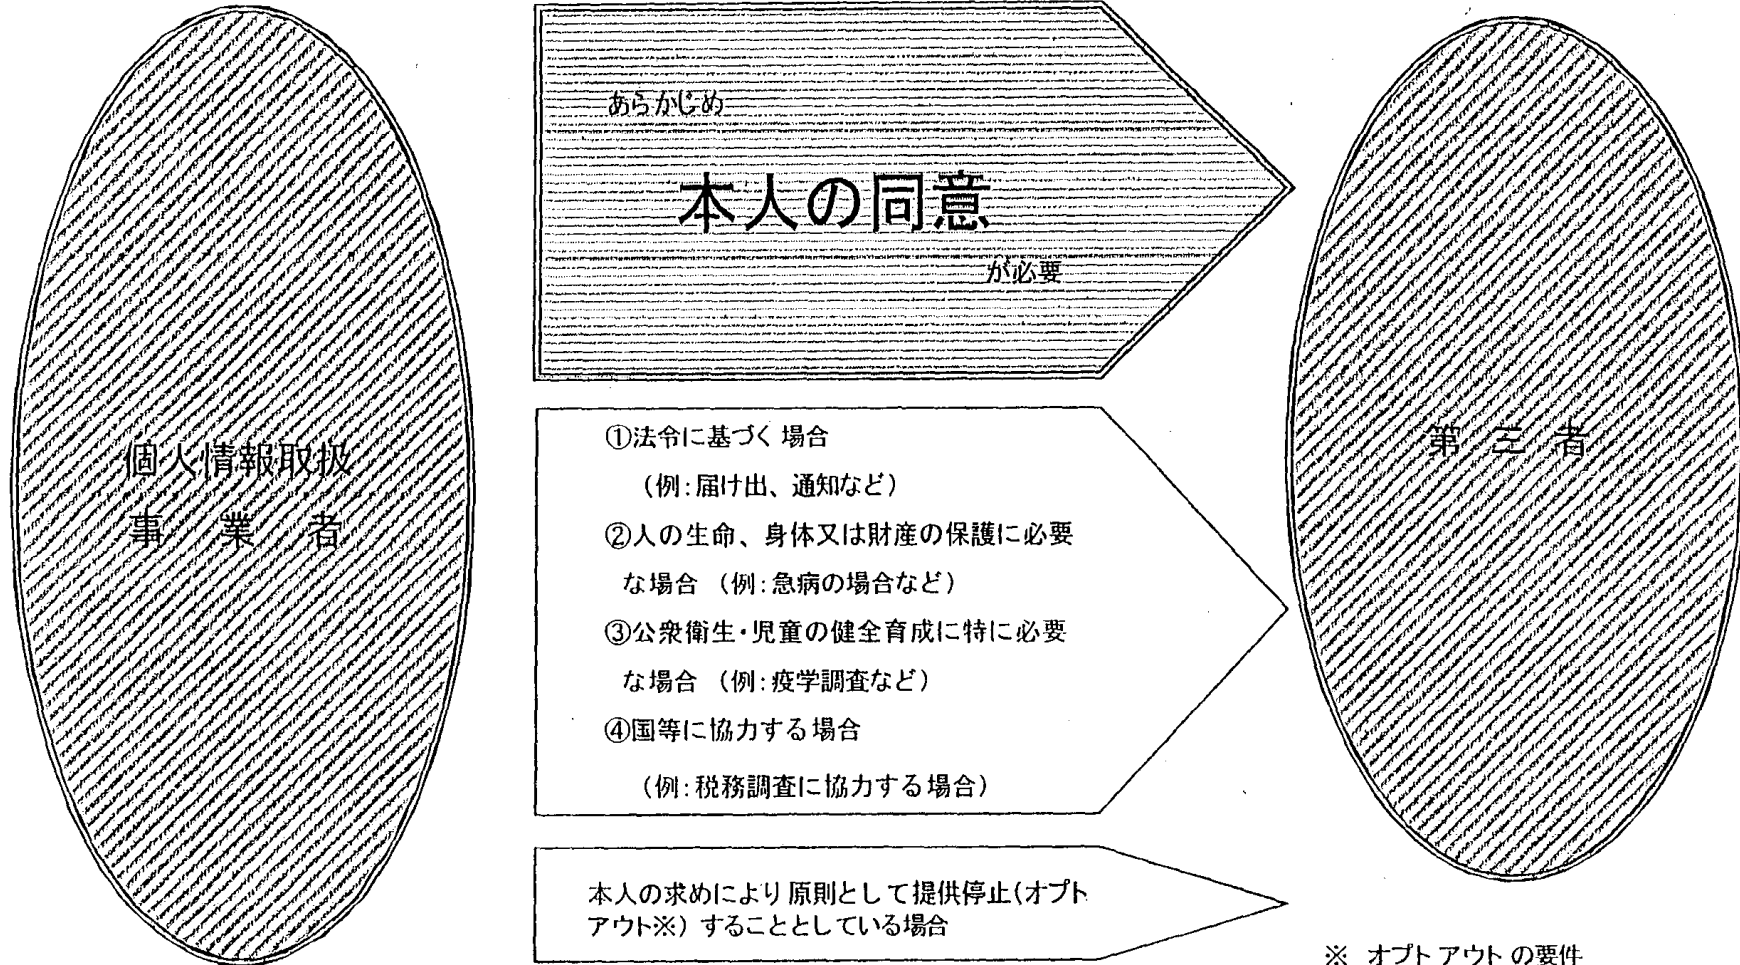 個人情報取扱
事業者
あらかじめ
本人の同意
が必要
①法令に基づく場合
（例：届け出、通知など）
②人の生命、身体又は財産の保護に必要
な場合（例：急病の場合など）
③公衆衛生・児童の健全育成に特に必要
な場合（例：疫学調査など）
④国等に協力する場合
（例：税務調査に協力する場合）
本人の求めにより原則として提供停止（オプト
アウト※）することとしている場合
第三者
※ オプトアウトの要件